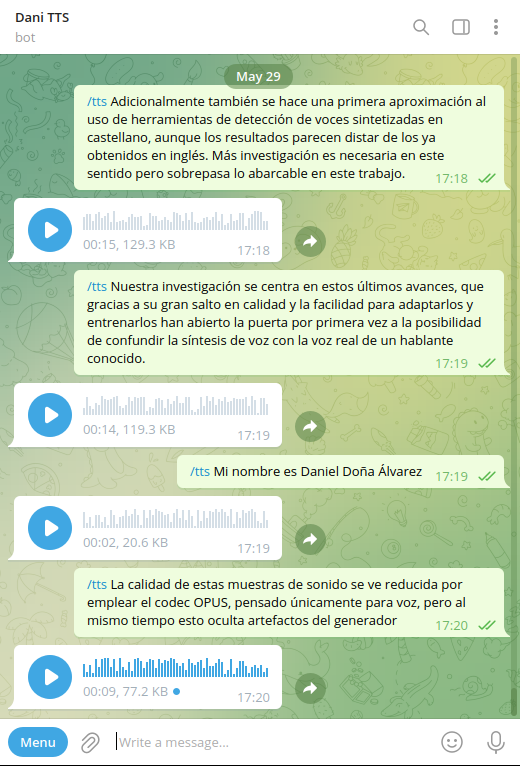 Dani TTS
bot
May 29
/tts Adicionalmente también se hace una primera aproximación al
uso de herramientas de detección de voces sintetizadas en
castellano, aunque los resultados parecen distar de los ya
obtenidos en inglés. Más investigación es necesaria en este
sentido pero sobrepasa lo abarcable en este trabajo.
17:18
00:15, 129.3 KB
17:18
/tts Nuestra investigación se centra en estos últimos avances, que
gracias a su gran salto en calidad y la facilidad para adaptarlos y
entrenarlos han abierto la puerta por primera vez a la posibilidad
de confundir la síntesis de voz con la voz real de un hablante
conocido.
17:19
00:14, 119.3 KB
17:19
/tts Mi nombre es Daniel Doña Álvarez
17:19
00:02, 20.6 KB
17:19
/tts La calidad de estas muestras de sonido se ve reducida por
emplear el codec OPUS, pensado únicamente para voz, pero al
mismo tiempo esto oculta artefactos del generador
17:20
00:09, 77.2 KB
17:20
Menu
Write a message...